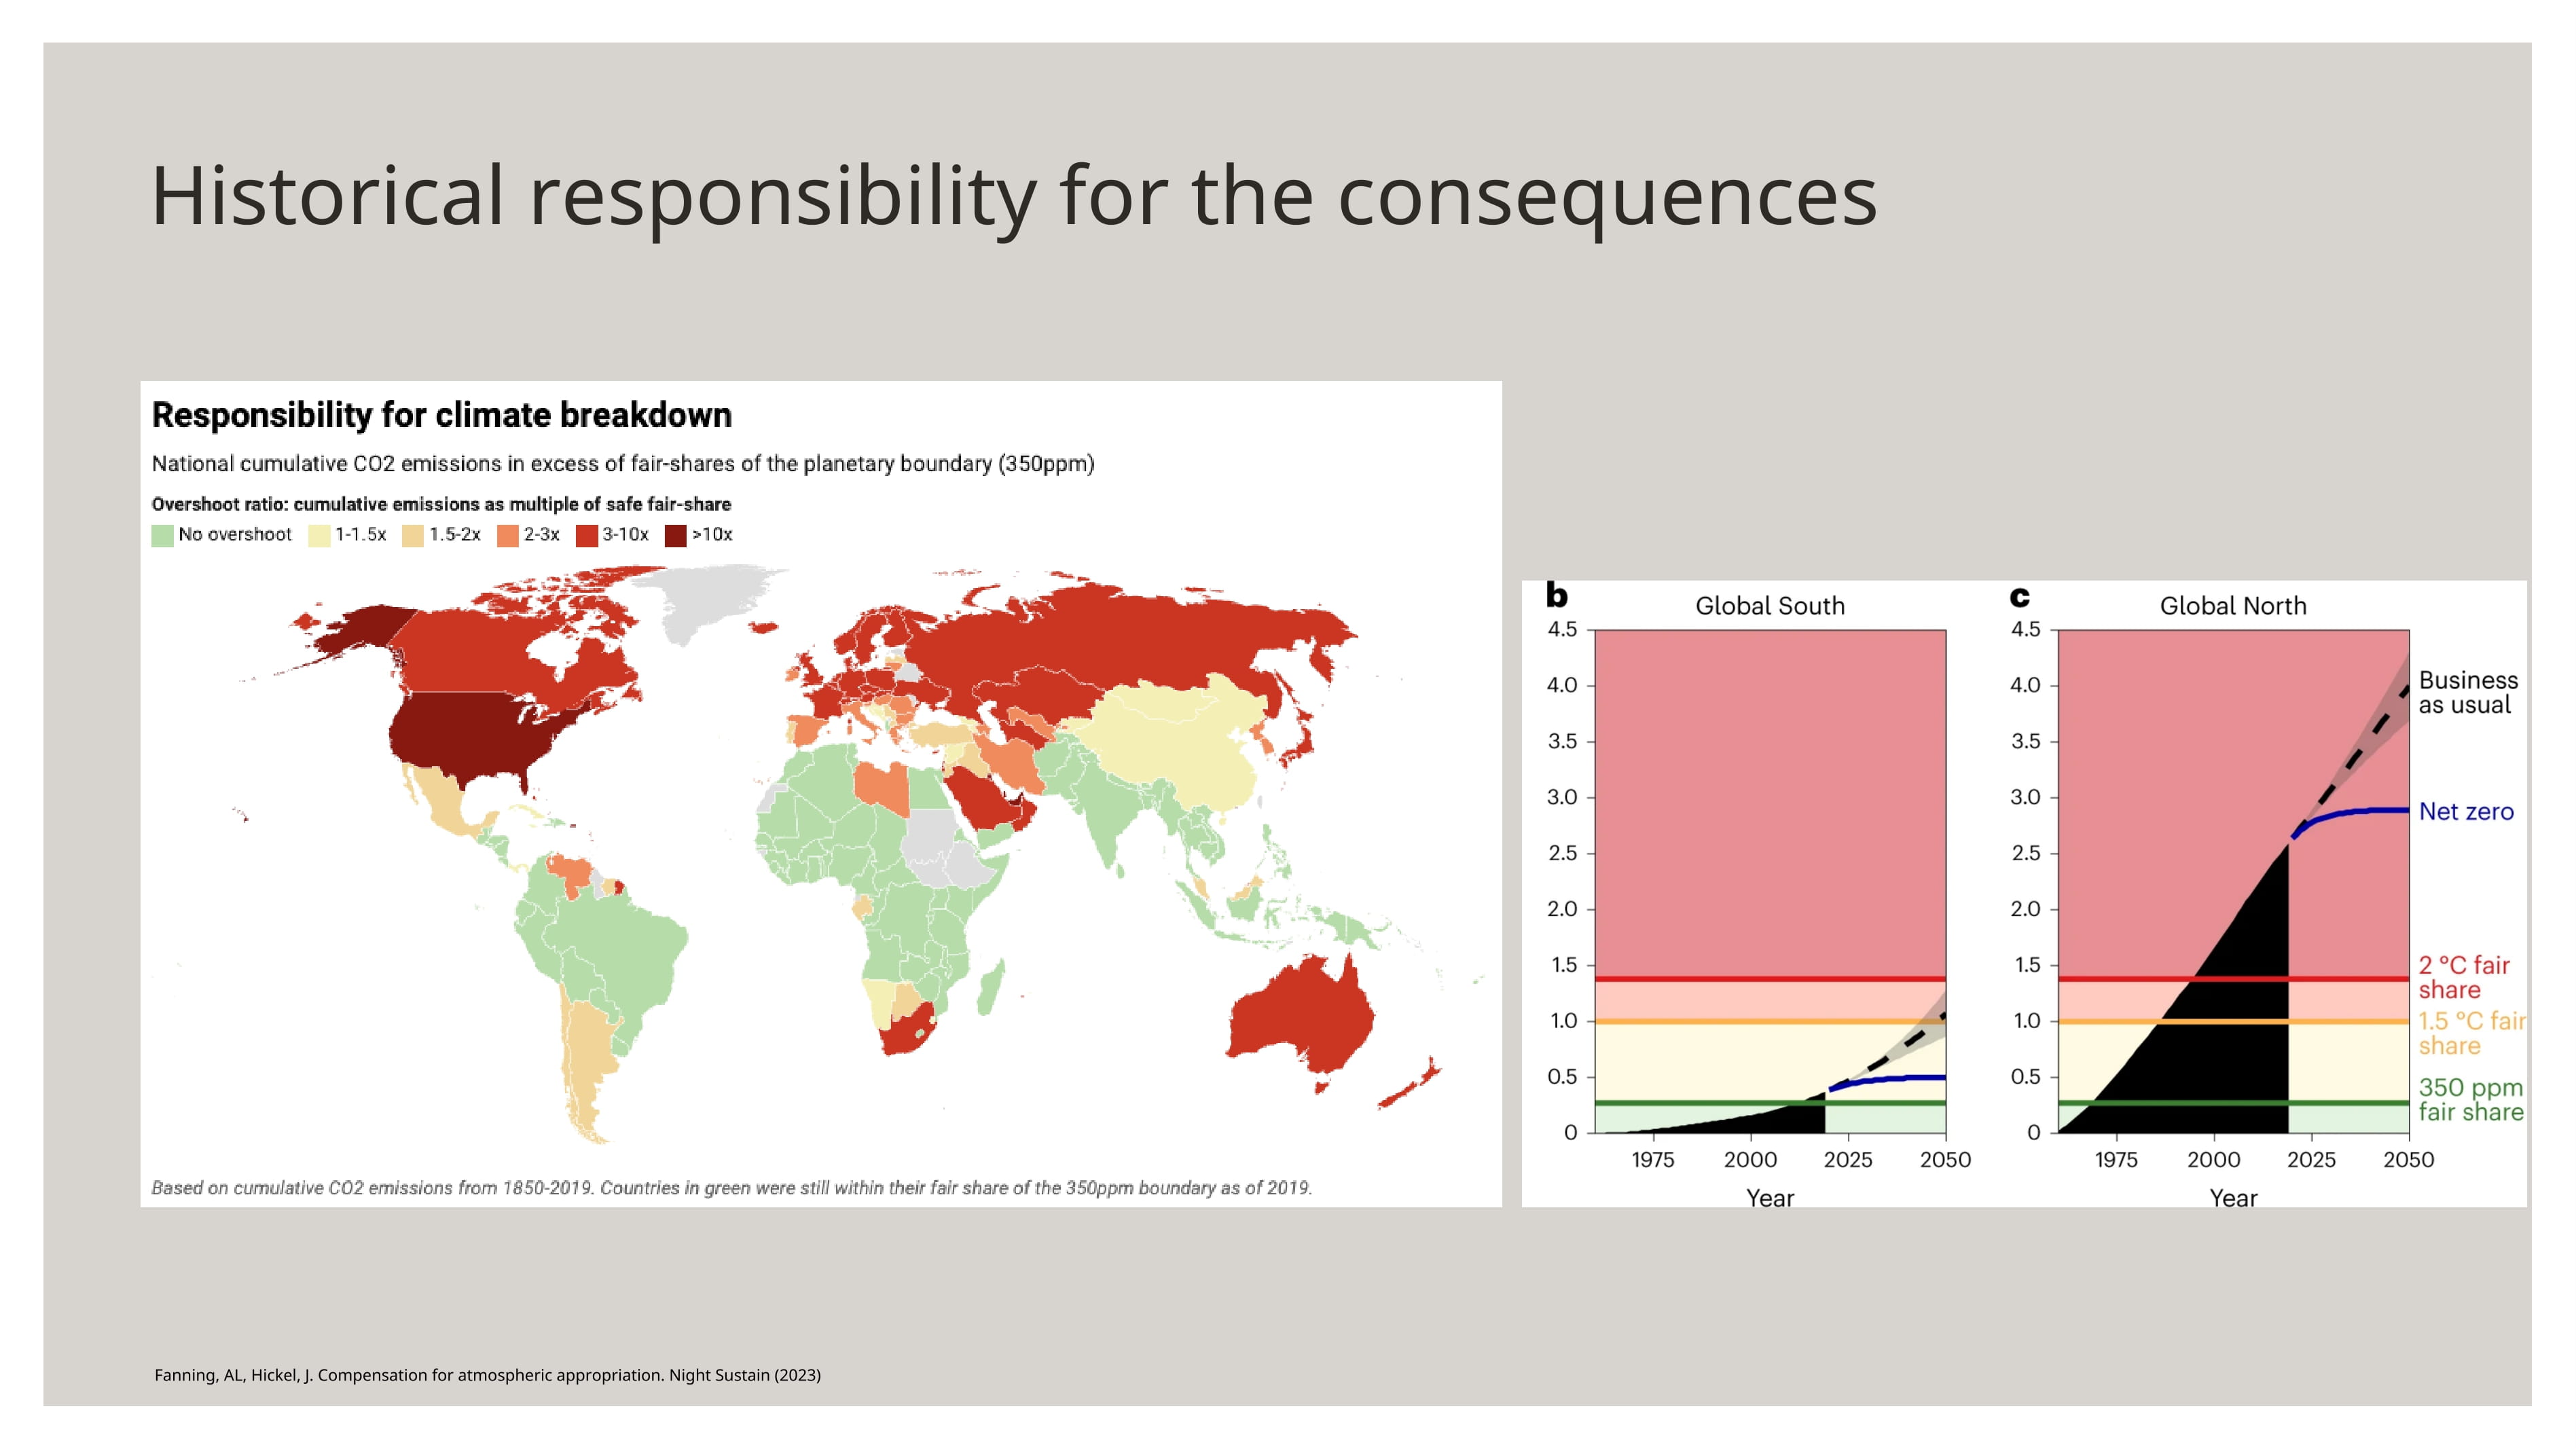 Historical responsibility for the consequences
Responsibility for climate breakdown
National cumulative CO2 emissions in excess of fair-shares of the planetary boundary (350ppm)
Overshoot ratio: cumulative emissions as multiple of safe fair-share
No overshoot 1-1.5x 1.5-2x 2-3x 3-10x >10x
Based on cumulative CO2 emissions from 1850-2019. Countries in green were still within their fair share of the 350ppm boundary as of 2019.
b
Global South
4.5
4.0
3.5
3.0
2.5
2.0
1.5
1.0
0.5
0
1975 2000 2025 2050
Year
c
Global North
4.5
4.0
3.5
3.0
2.5
2.0
1.5
1.0
0.5
0
1975 2000 2025 2050
Year
Business
as usual
Net zero
2 °C fair
share
1.5 °C fair
share
350 ppm
fair share
Fanning, AL, Hickel, J. Compensation for atmospheric appropriation. Night Sustain (2023)